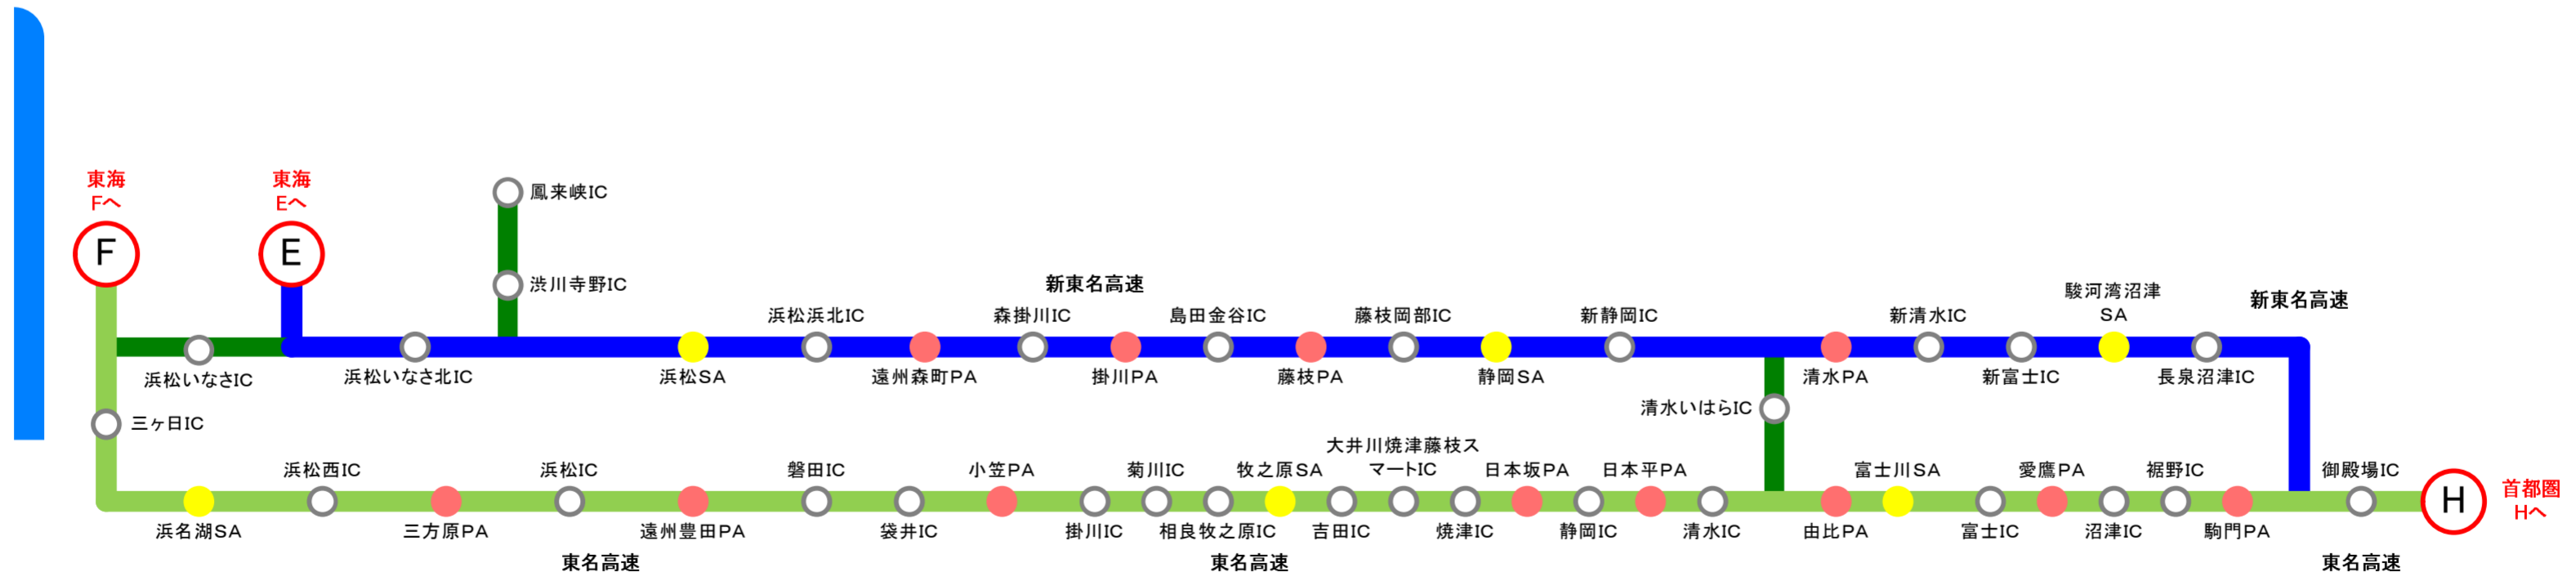 東海
Fへ
F
東海
Eへ
E
鳳来峡IC
渋川寺野IC
新東名高速
新東名高速
浜松浜北IC
森掛川IC
島田金谷IC
藤枝岡部IC
新静岡IC
新清水IC
駿河湾沼津
SA
浜松いなさIC
浜松いなさ北IC
浜松SA
遠州森町PA
掛川PA
藤枝PA
静岡SA
清水PA
新富士IC
長泉沼津IC
三ヶ日IC
清水いはらIC
浜松西IC
浜松IC
磐田IC
小笠PA
菊川IC
牧之原SA
大井川焼津藤枝ス
マートIC
日本坂PA
日本平PA
富士川SA
愛鷹PA
裾野IC
御殿場IC
H
首都圏
Hへ
浜名湖SA
三方原PA
遠州豊田PA
袋井IC
掛川IC
相良牧之原IC
吉田IC
焼津IC
静岡IC
清水IC
由比PA
富士IC
沼津IC
駒門PA
東名高速
東名高速
東名高速